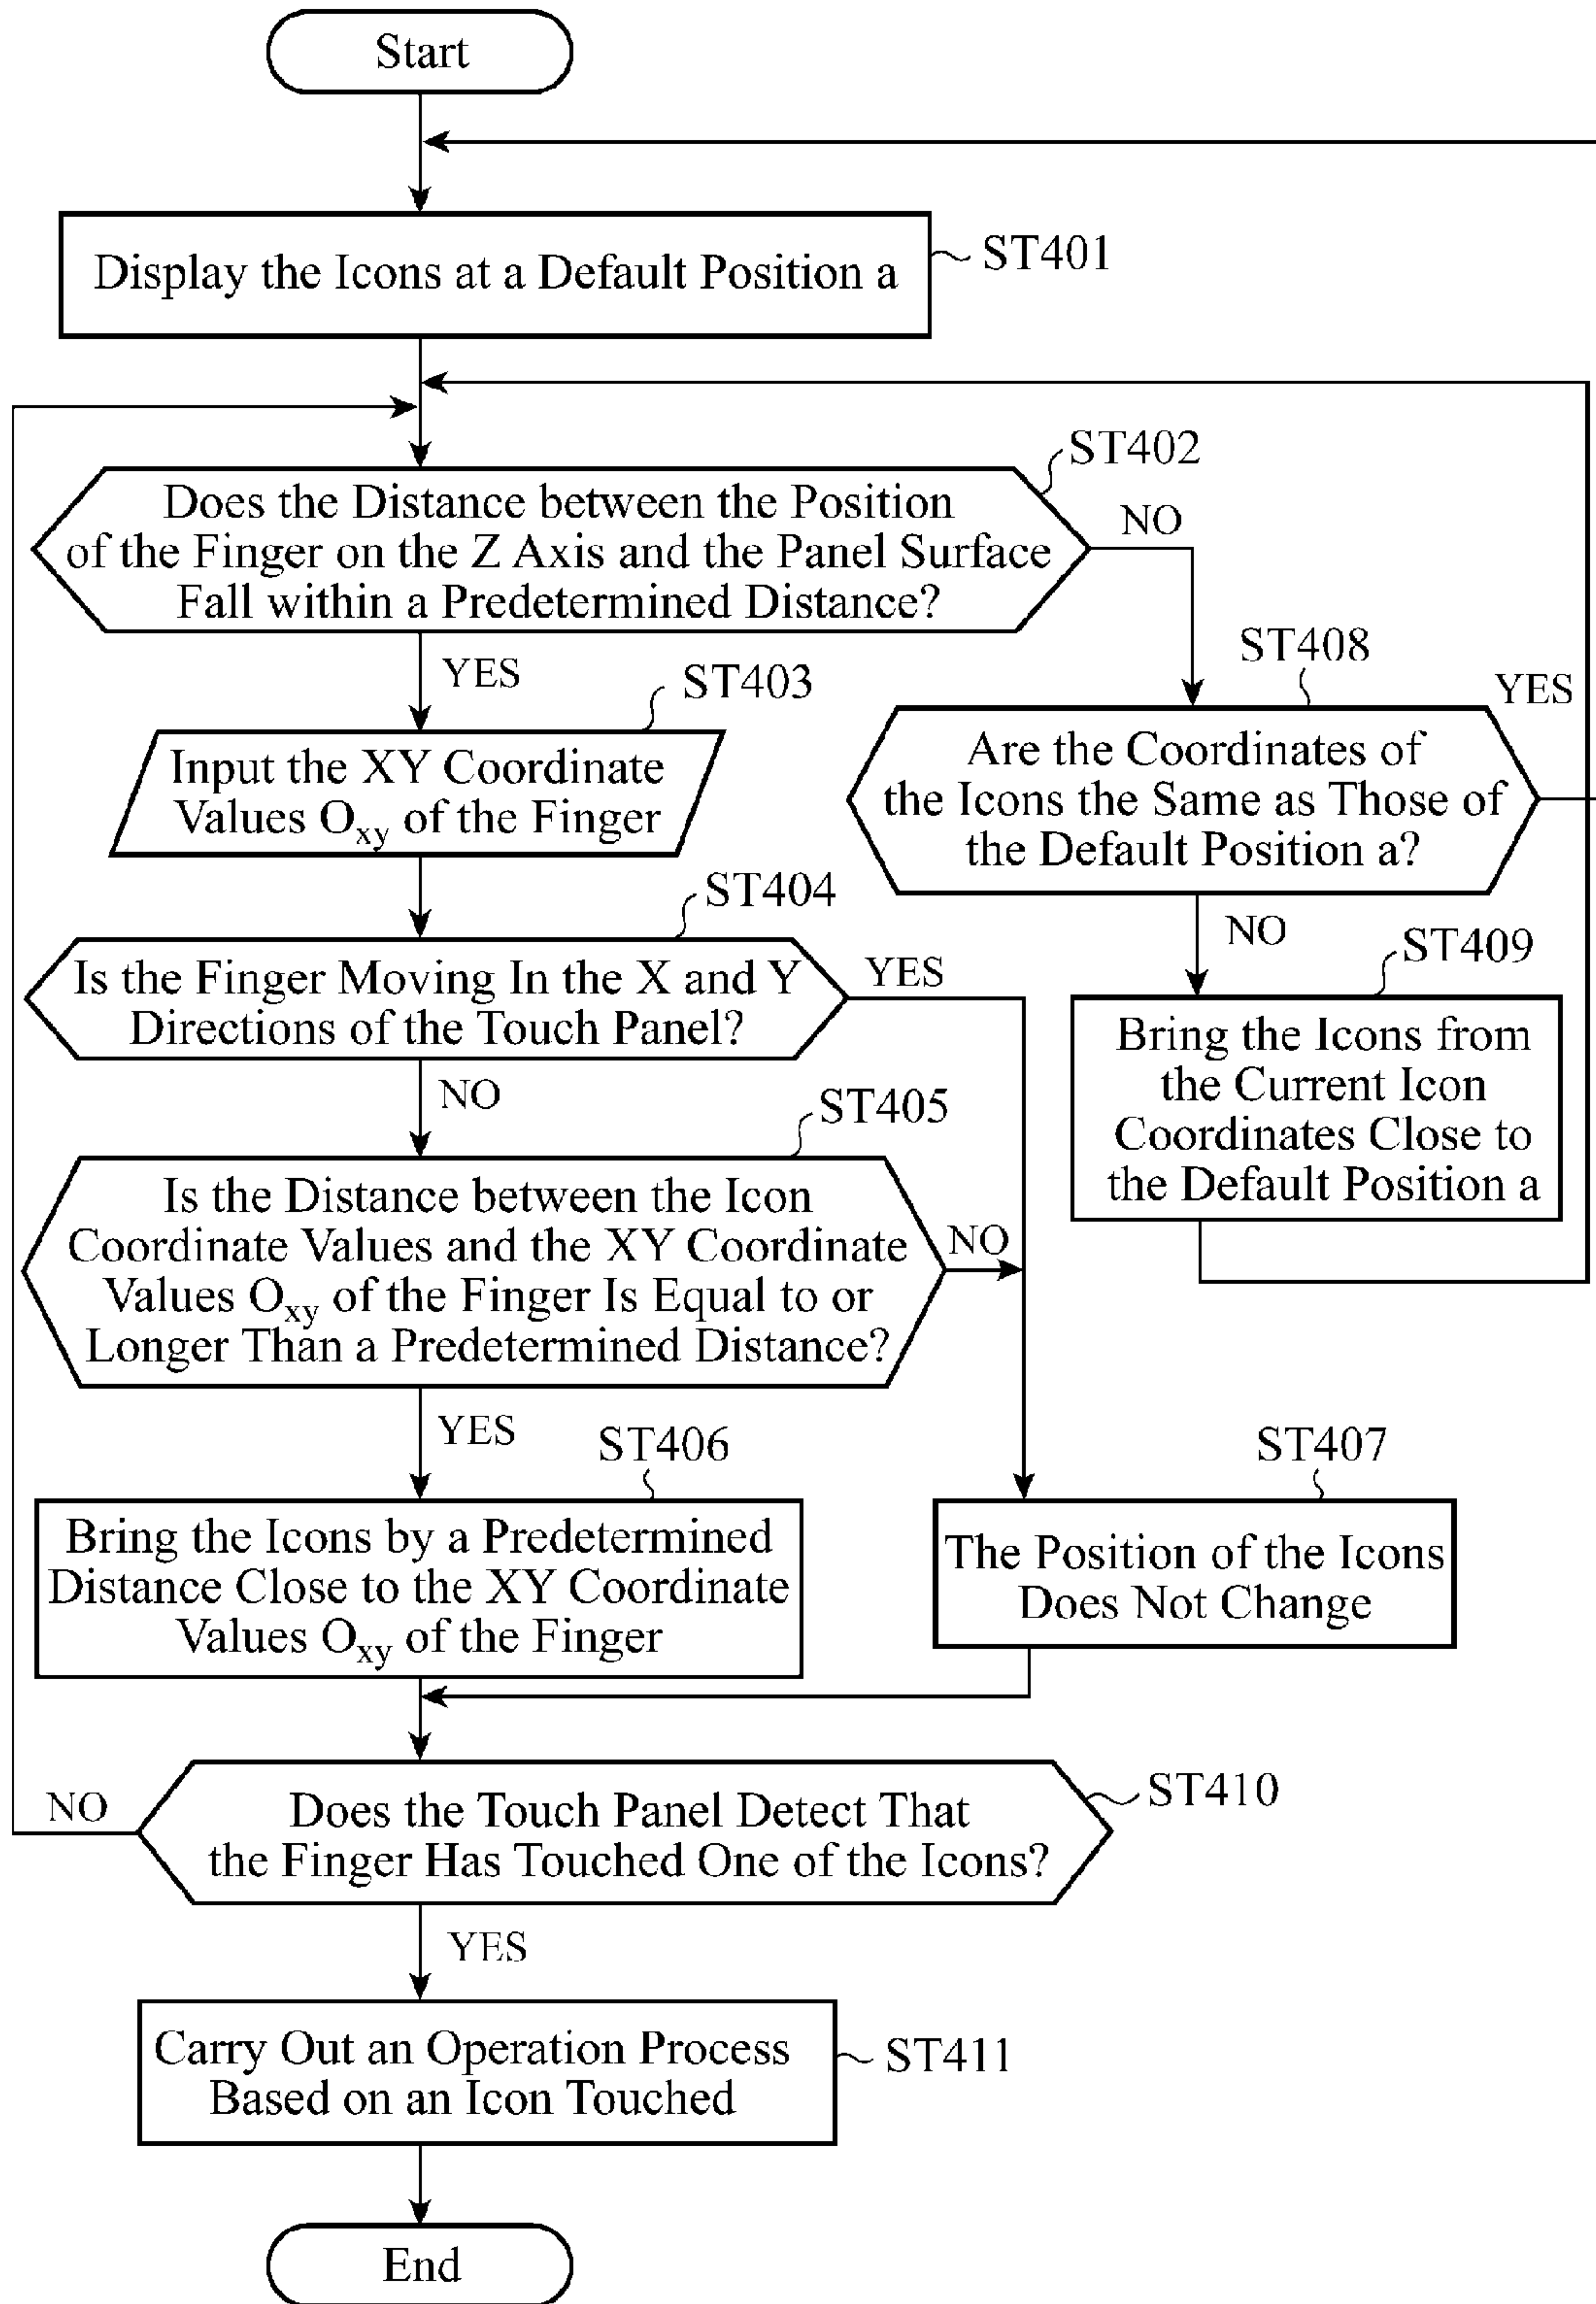 Start
Display the Icons at a Default Position a
ST401
ST402
Does the Distance between the Position
of the Finger on the Z Axis and the Panel Surface
Fall within a Predetermined Distance?
NO
YES
ST403
Input the XY Coordinate
Values Oxy of the Finger
ST408
YES
Are the Coordinates of
the Icons the Same as Those of
the Default Position a?
NO
ST409
Bring the Icons from
the Current Icon
Coordinates Close to
the Default Position a
ST404
Is the Finger Moving In the X and Y
Directions of the Touch Panel?
YES
NO
ST405
Is the Distance between the Icon
Coordinate Values and the XY Coordinate
Values Oxy of the Finger Is Equal to or
Longer Than a Predetermined Distance?
NO
YES
ST406
Bring the Icons by a Predetermined
Distance Close to the XY Coordinate
Values Oxy of the Finger
ST407
The Position of the Icons
Does Not Change
ST410
Does the Touch Panel Detect That
the Finger Has Touched One of the Icons?
NO
YES
Carry Out an Operation Process
Based on an Icon Touched
ST411
End